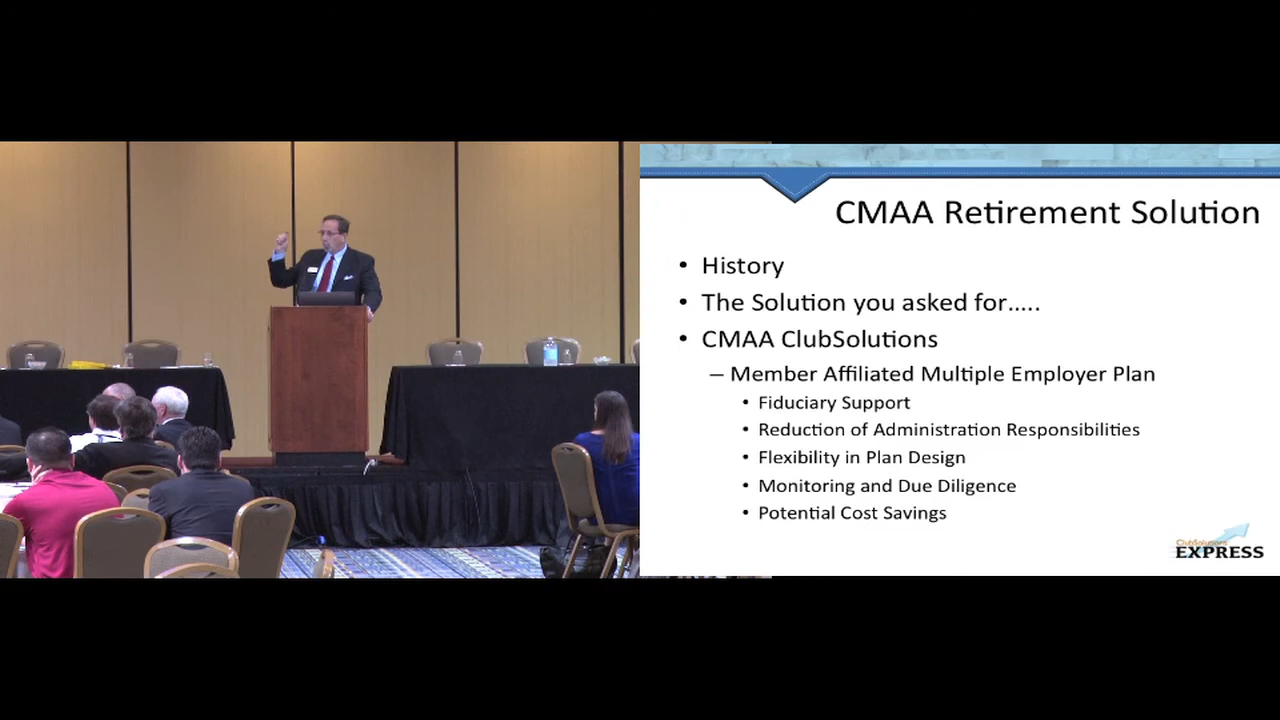 CMAA Retirement Solution
• History
• The Solution you asked for.....
• CMAA ClubSolutions
– Member Affiliated Multiple Employer Plan
• Fiduciary Support
• Reduction of Administration Responsibilities
• Flexibility in Plan Design
• Monitoring and Due Diligence
• Potential Cost Savings
ClubSolutions
EXPRESS